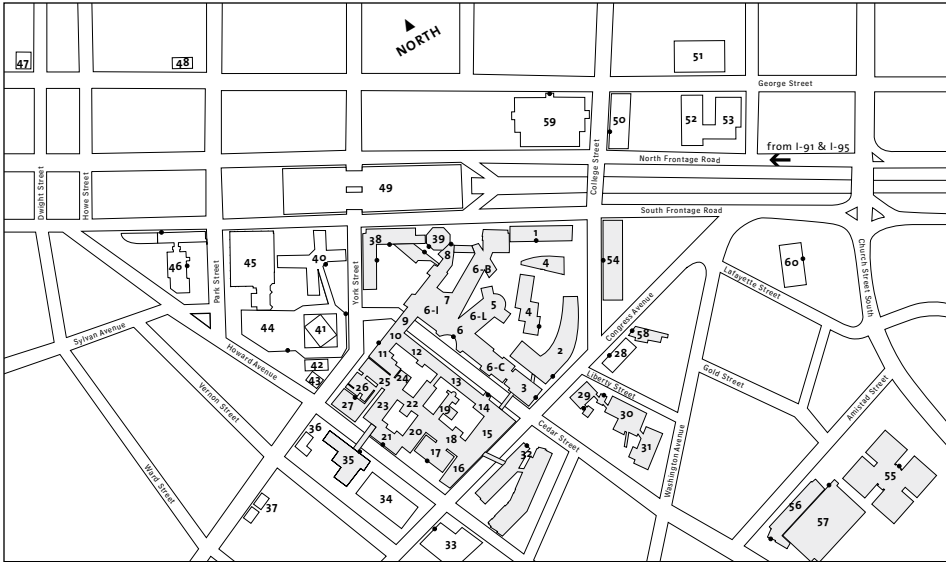 NORTH
47
48
51
George Street
59
50
52
53
College Street
North Frontage Road
from I-91 & I-95
Dwight Street
Howe Street
49
South Frontage Road
38
39
8
6-B
1
4
54
60
46
Park Street
45
40
York Street
7
6-I
5
6-L
4
Lafayette Street
Church Street South
44
41
9
6
2
Congress Avenue
58
28
Sylvan Avenue
Howard Avenue
42
43
10
11
12
6-C
3
Liberty Street
Gold Street
26
25
24
13
27
23
22
19
14
29
30
Amistad Street
Vernon Street
36
21
20
18
15
Cedar Street
31
35
17
16
32
Washington Avenue
Ward Street
34
37
33
55
56
57